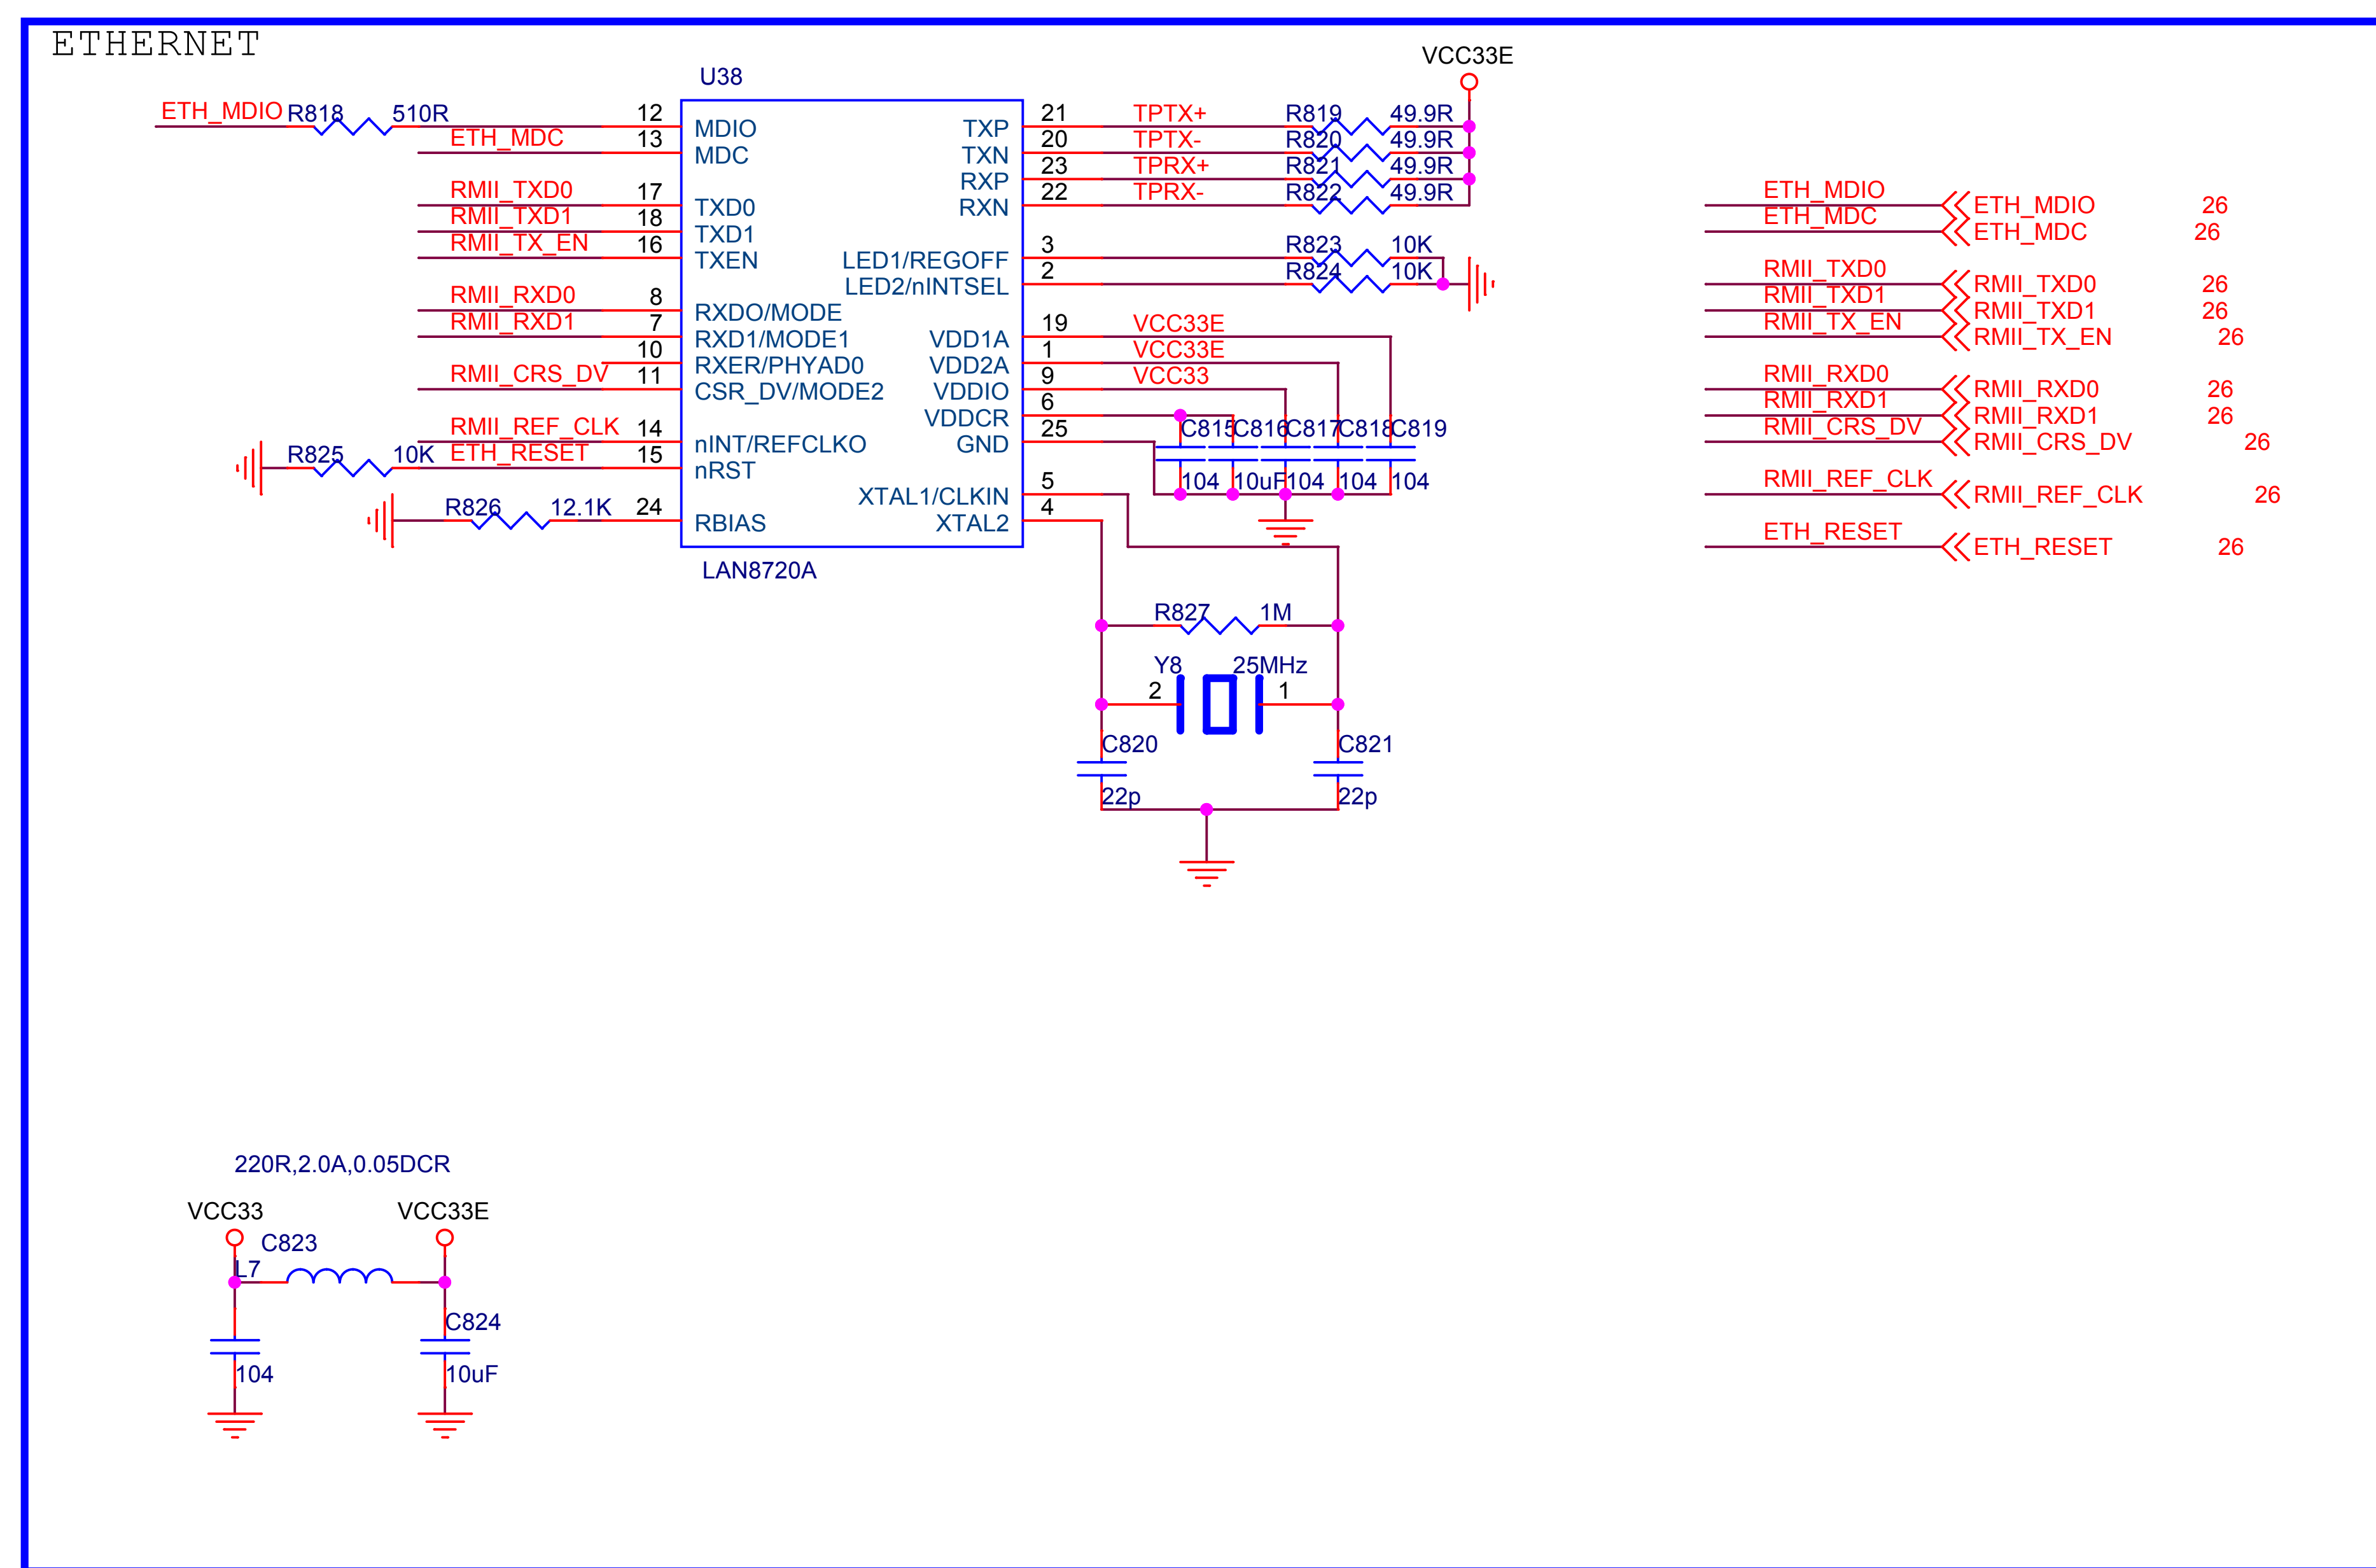 ETHERNET
VCC33E
U38
ETH_MDIO R818 510R 12 MDIO
ETH_MDC 13 MDC
RMII_TXD0 17 TXD0
RMII_TXD1 18 TXD1
RMII_TX_EN 16 TXEN
RMII_RXD0 8 RXDO/MODE
RMII_RXD1 7 RXD1/MODE1
10 RXER/PHYAD0
RMII_CRS_DV 11 CSR_DV/MODE2
RMII_REF_CLK 14 nINT/REFCLKO
R825 10K ETH_RESET 15 nRST
R826 12.1K 24 RBIAS
TXP 21 TPTX+ R819 49.9R
TXN 20 TPTX- R820 49.9R
RXP 23 TPRX+ R821 49.9R
RXN 22 TPRX- R822 49.9R
LED1/REGOFF 3 R823 10K
LED2/nINTSEL 2 R824 10K
VDD1A 19 VCC33E
VDD2A 1 VCC33E
VDDIO 9 VCC33
VDDCR 6
GND 25
C815 C816 C817 C818 C819
104 10uF 104 104 104
XTAL1/CLKIN 5
XTAL2 4
LAN8720A
R827 1M
Y8 25MHz
2 1
C820 C821
22p 22p
ETH_MDIO ETH_MDIO 26
ETH_MDC ETH_MDC 26
RMII_TXD0 RMII_TXD0 26
RMII_TXD1 RMII_TXD1 26
RMII_TX_EN RMII_TX_EN 26
RMII_RXD0 RMII_RXD0 26
RMII_RXD1 RMII_RXD1 26
RMII_CRS_DV RMII_CRS_DV 26
RMII_REF_CLK RMII_REF_CLK 26
ETH_RESET ETH_RESET 26
220R,2.0A,0.05DCR
VCC33 VCC33E
C823
L7
C824
104 10uF